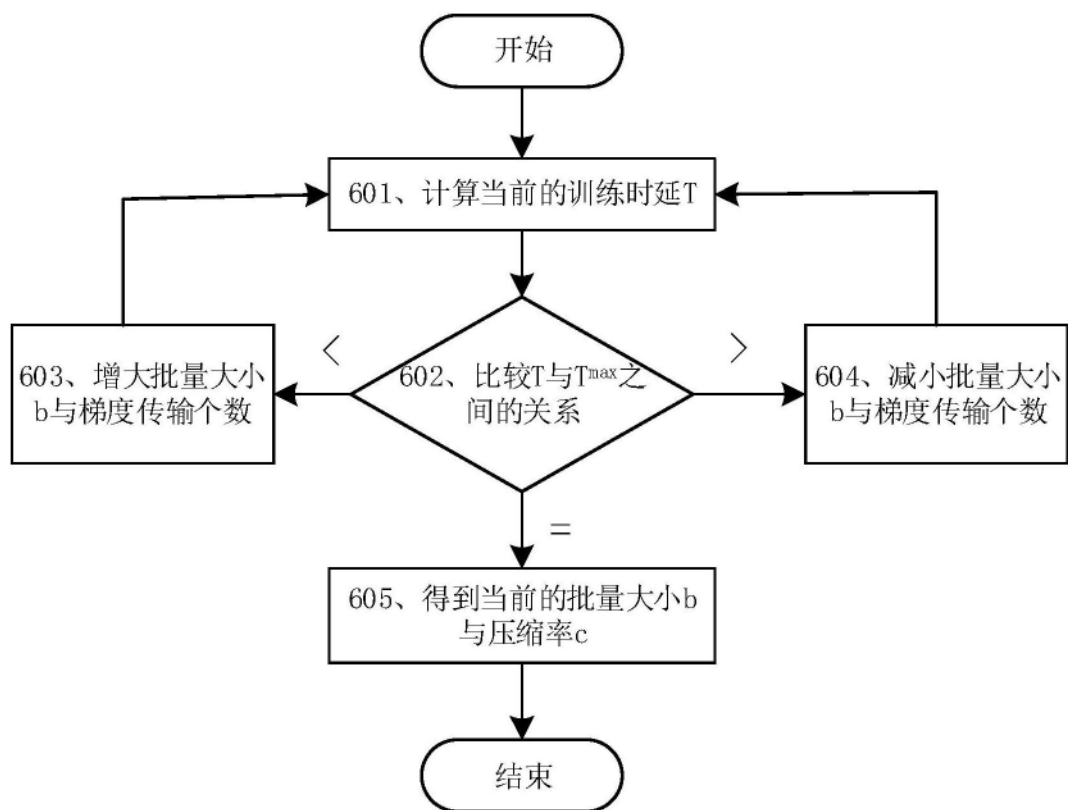 开始
601、计算当前的训练时延T
602、比较T与Tmax之
间的关系
<
>
603、增大批量大小
b与梯度传输个数
604、减小批量大小
b与梯度传输个数
=
605、得到当前的批量大小b
与压缩率c
结束